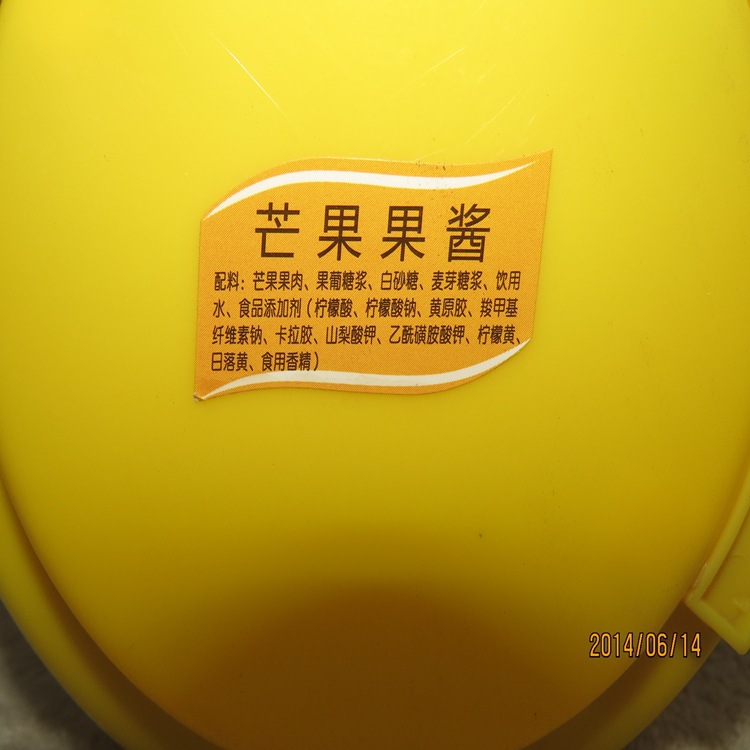 芒果果酱
配料：芒果果肉、果葡糖浆、白砂糖、麦芽糖浆、饮用
水、食品添加剂（柠檬酸、柠檬酸钠、黄原胶、羧甲基
纤维素钠、卡拉胶、山梨酸钾、乙酰磺胺酸钾、柠檬黄、
日落黄、食用香精）
2014/06/14